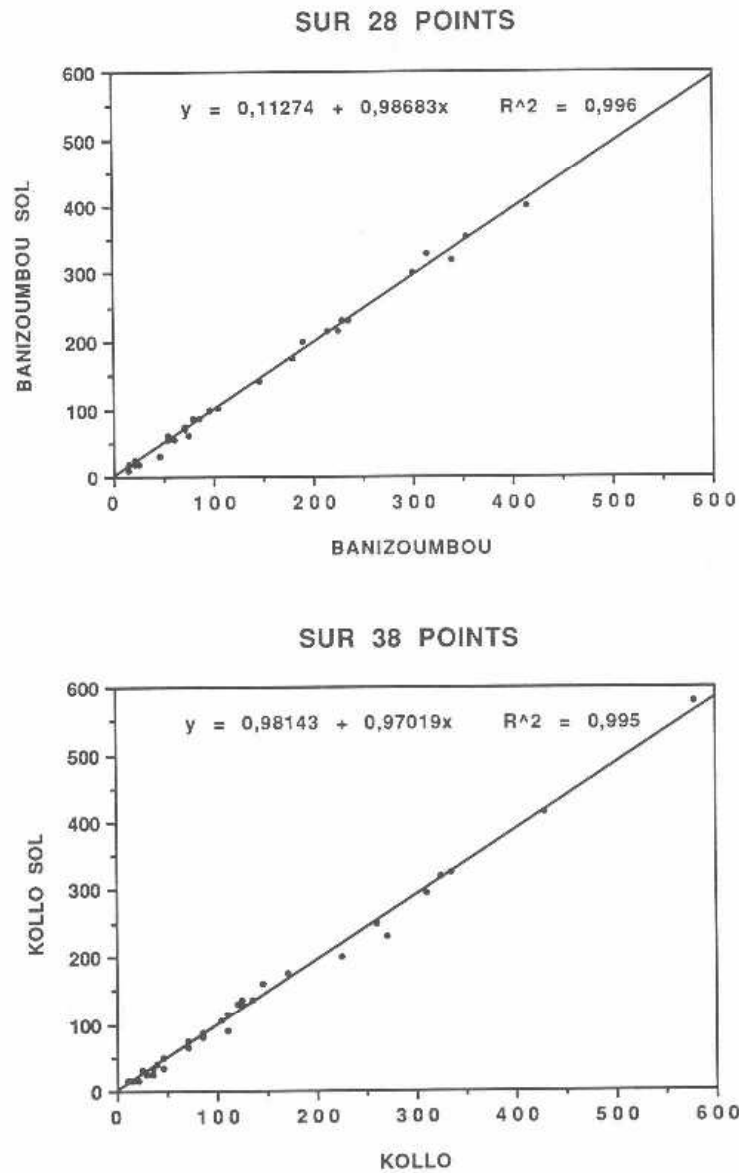 SUR 28 POINTS
600
500
400
300
200
100
0
y = 0,11274 + 0,98683x R^2 = 0,996
BANIZOUMBOU SOL
0 100 200 300 400 500 600
BANIZOUMBOU
SUR 38 POINTS
600
500
400
300
200
100
0
y = 0,98143 + 0,97019x R^2 = 0,995
KOLLO SOL
0 100 200 300 400 500 600
KOLLO